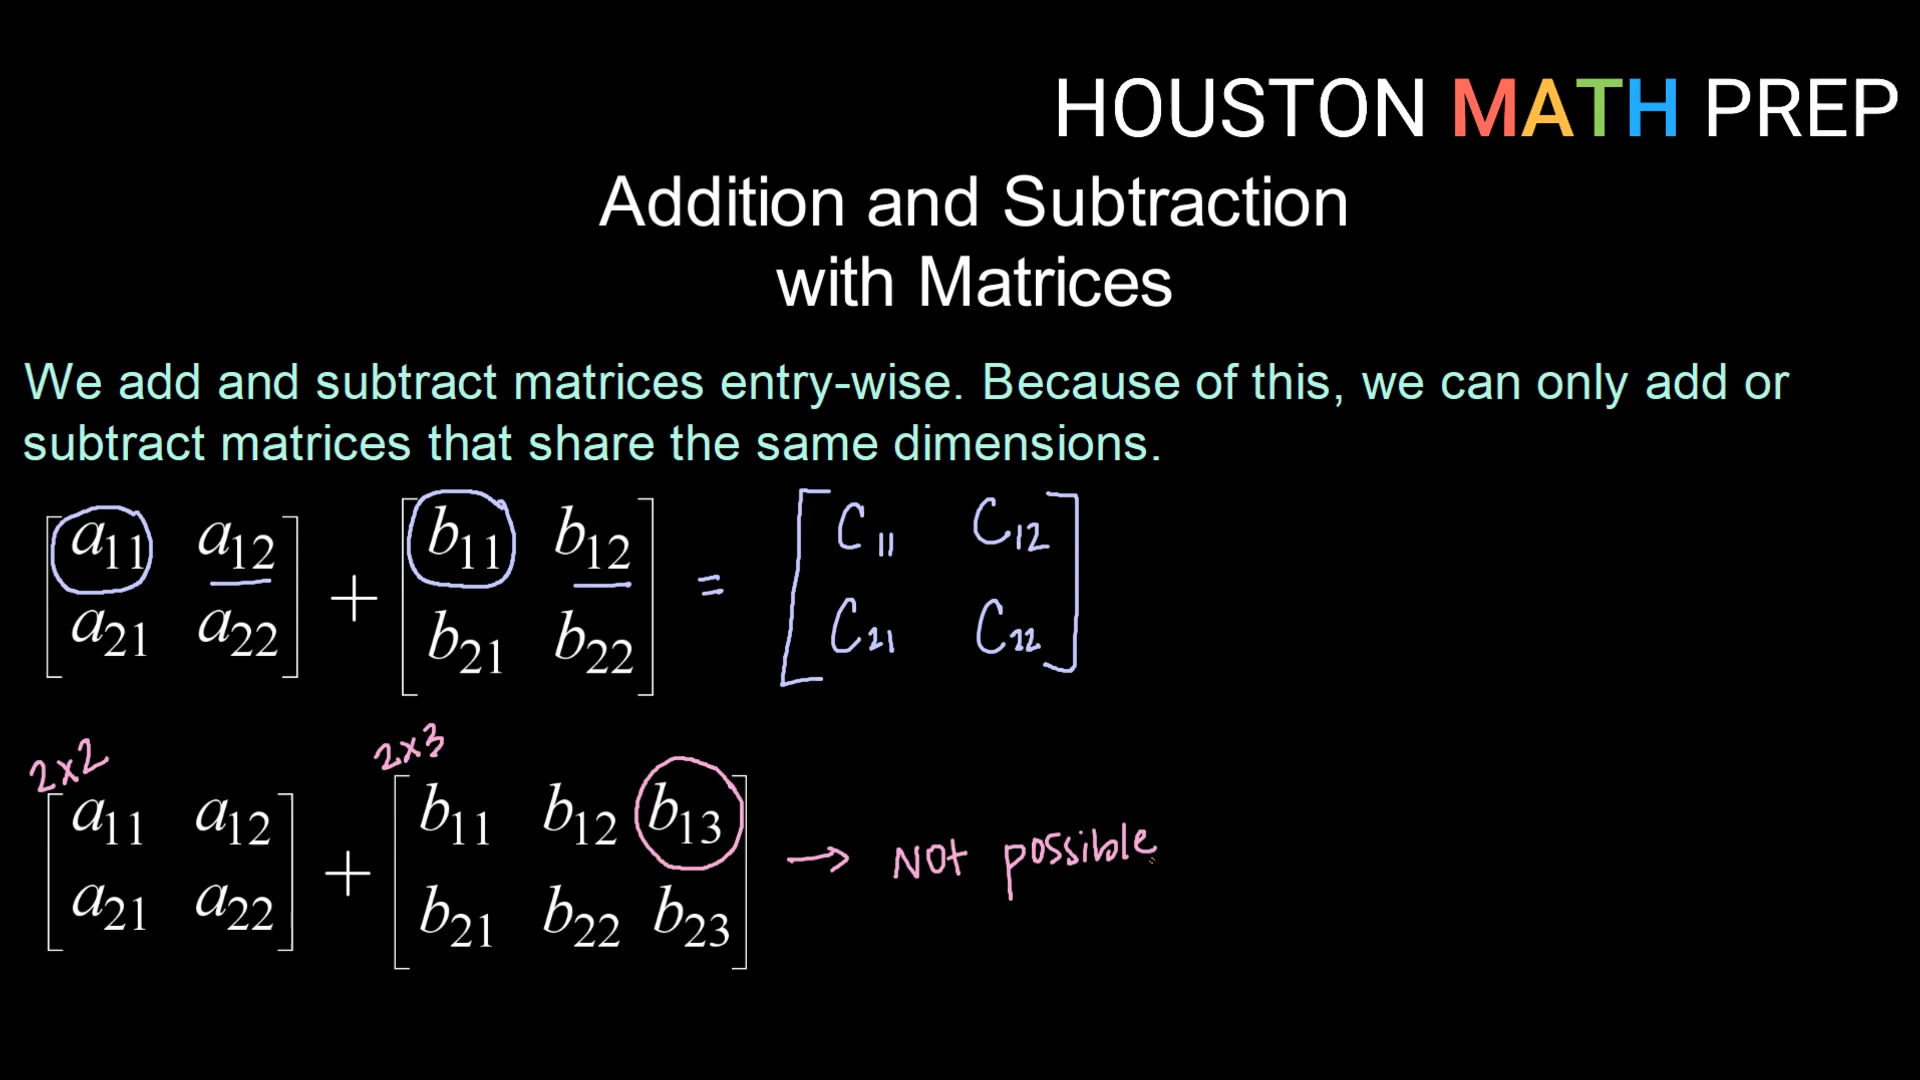 HOUSTON MATH PREP
Addition and Subtraction
with Matrices
We add and subtract matrices entry-wise. Because of this, we can only add or
subtract matrices that share the same dimensions.
[a11 a12] + [b11 b12] = [C11 C12]
[a21 a22] [b21 b22] [C21 C22]
2x2 2x3
[a11 a12] + [b11 b12 b13] → NOt possible
[a21 a22] [b21 b22 b23]